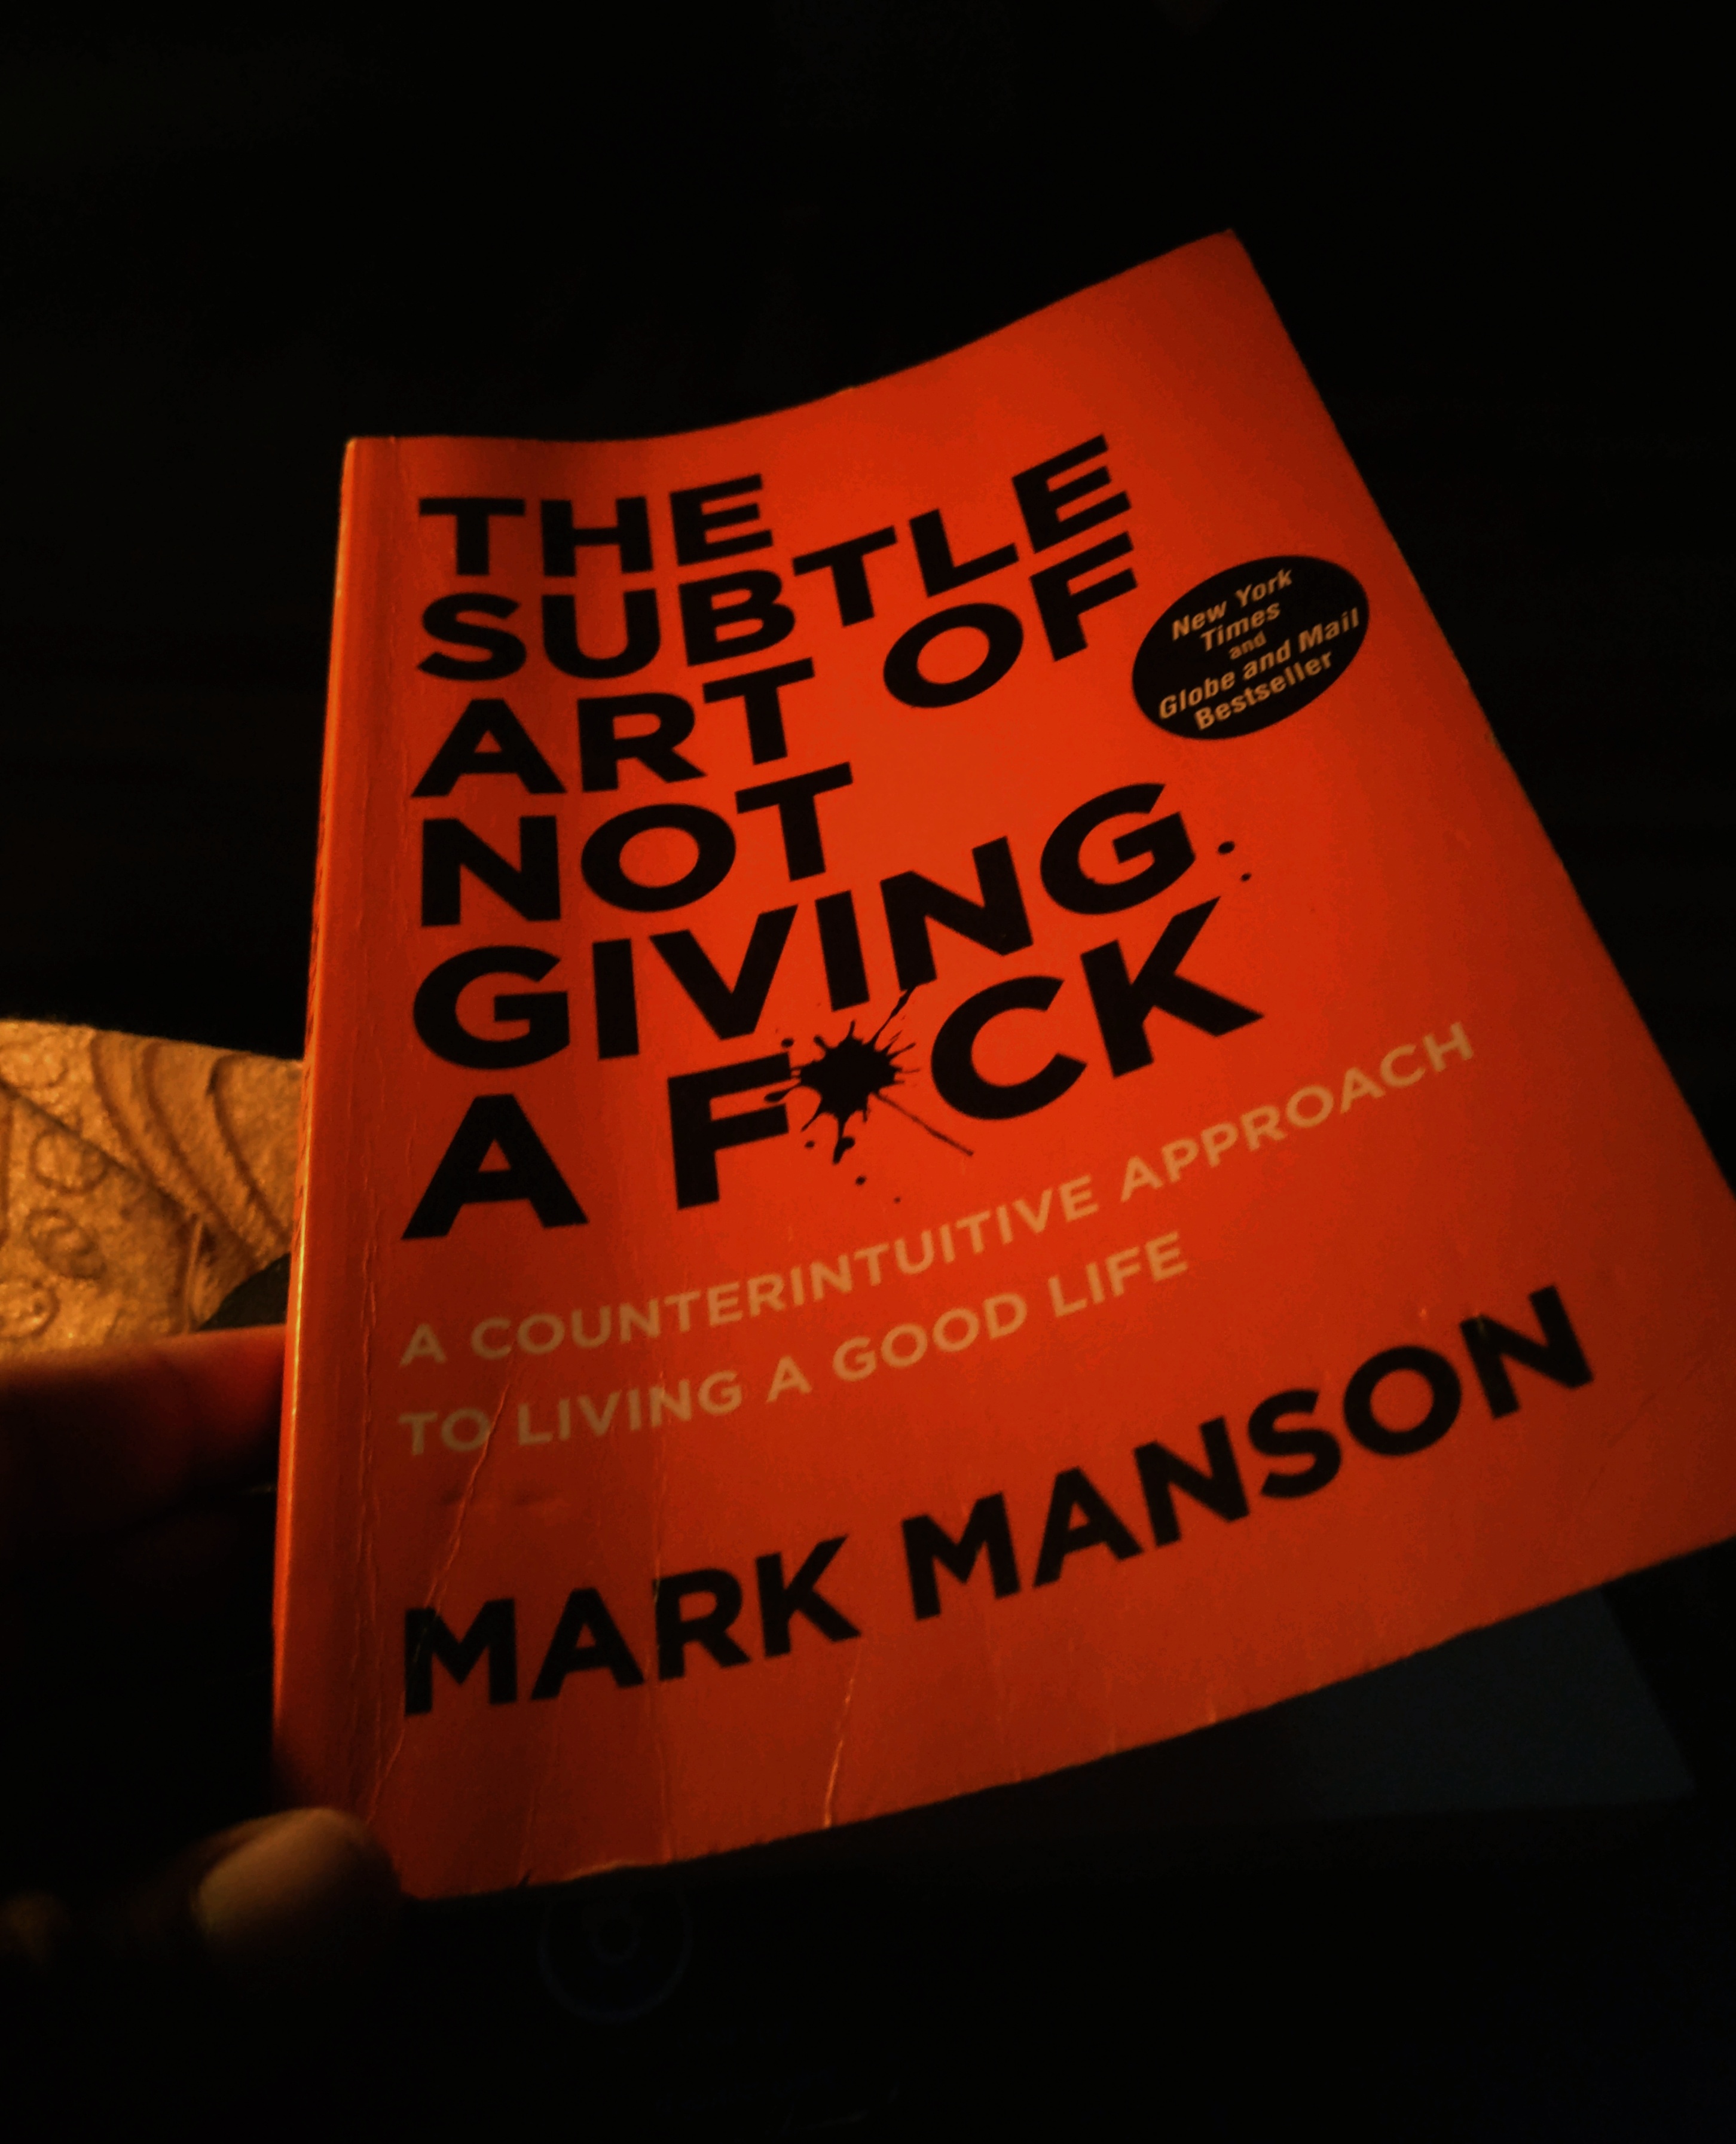 THE
SUBTLE
ART OF
NOT
GIVING
A F*CK
New York
Times
and
Globe and Mail
Bestseller
A COUNTERINTUITIVE APPROACH
TO LIVING A GOOD LIFE
MARK MANSON